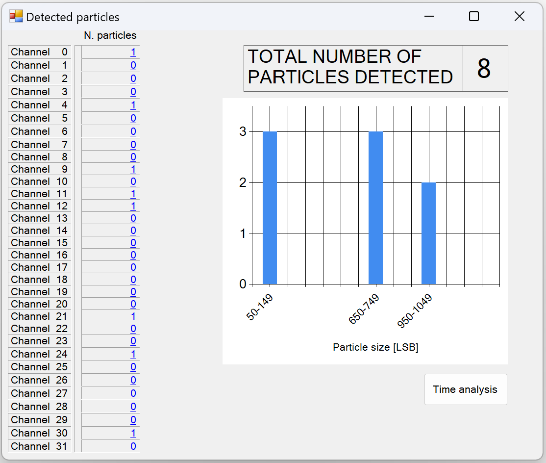 Detected particles
N. particles
Channel 0 1
Channel 1 0
Channel 2 0
Channel 3 0
Channel 4 1
Channel 5 0
Channel 6 0
Channel 7 0
Channel 8 0
Channel 9 1
Channel 10 0
Channel 11 1
Channel 12 1
Channel 13 0
Channel 14 0
Channel 15 0
Channel 16 0
Channel 17 0
Channel 18 0
Channel 19 0
Channel 20 0
Channel 21 1
Channel 22 0
Channel 23 0
Channel 24 1
Channel 25 0
Channel 26 0
Channel 27 0
Channel 28 0
Channel 29 0
Channel 30 1
Channel 31 0
TOTAL NUMBER OF
PARTICLES DETECTED 8
3
2
1
0
50-149
650-749
950-1049
Particle size [LSB]
Time analysis